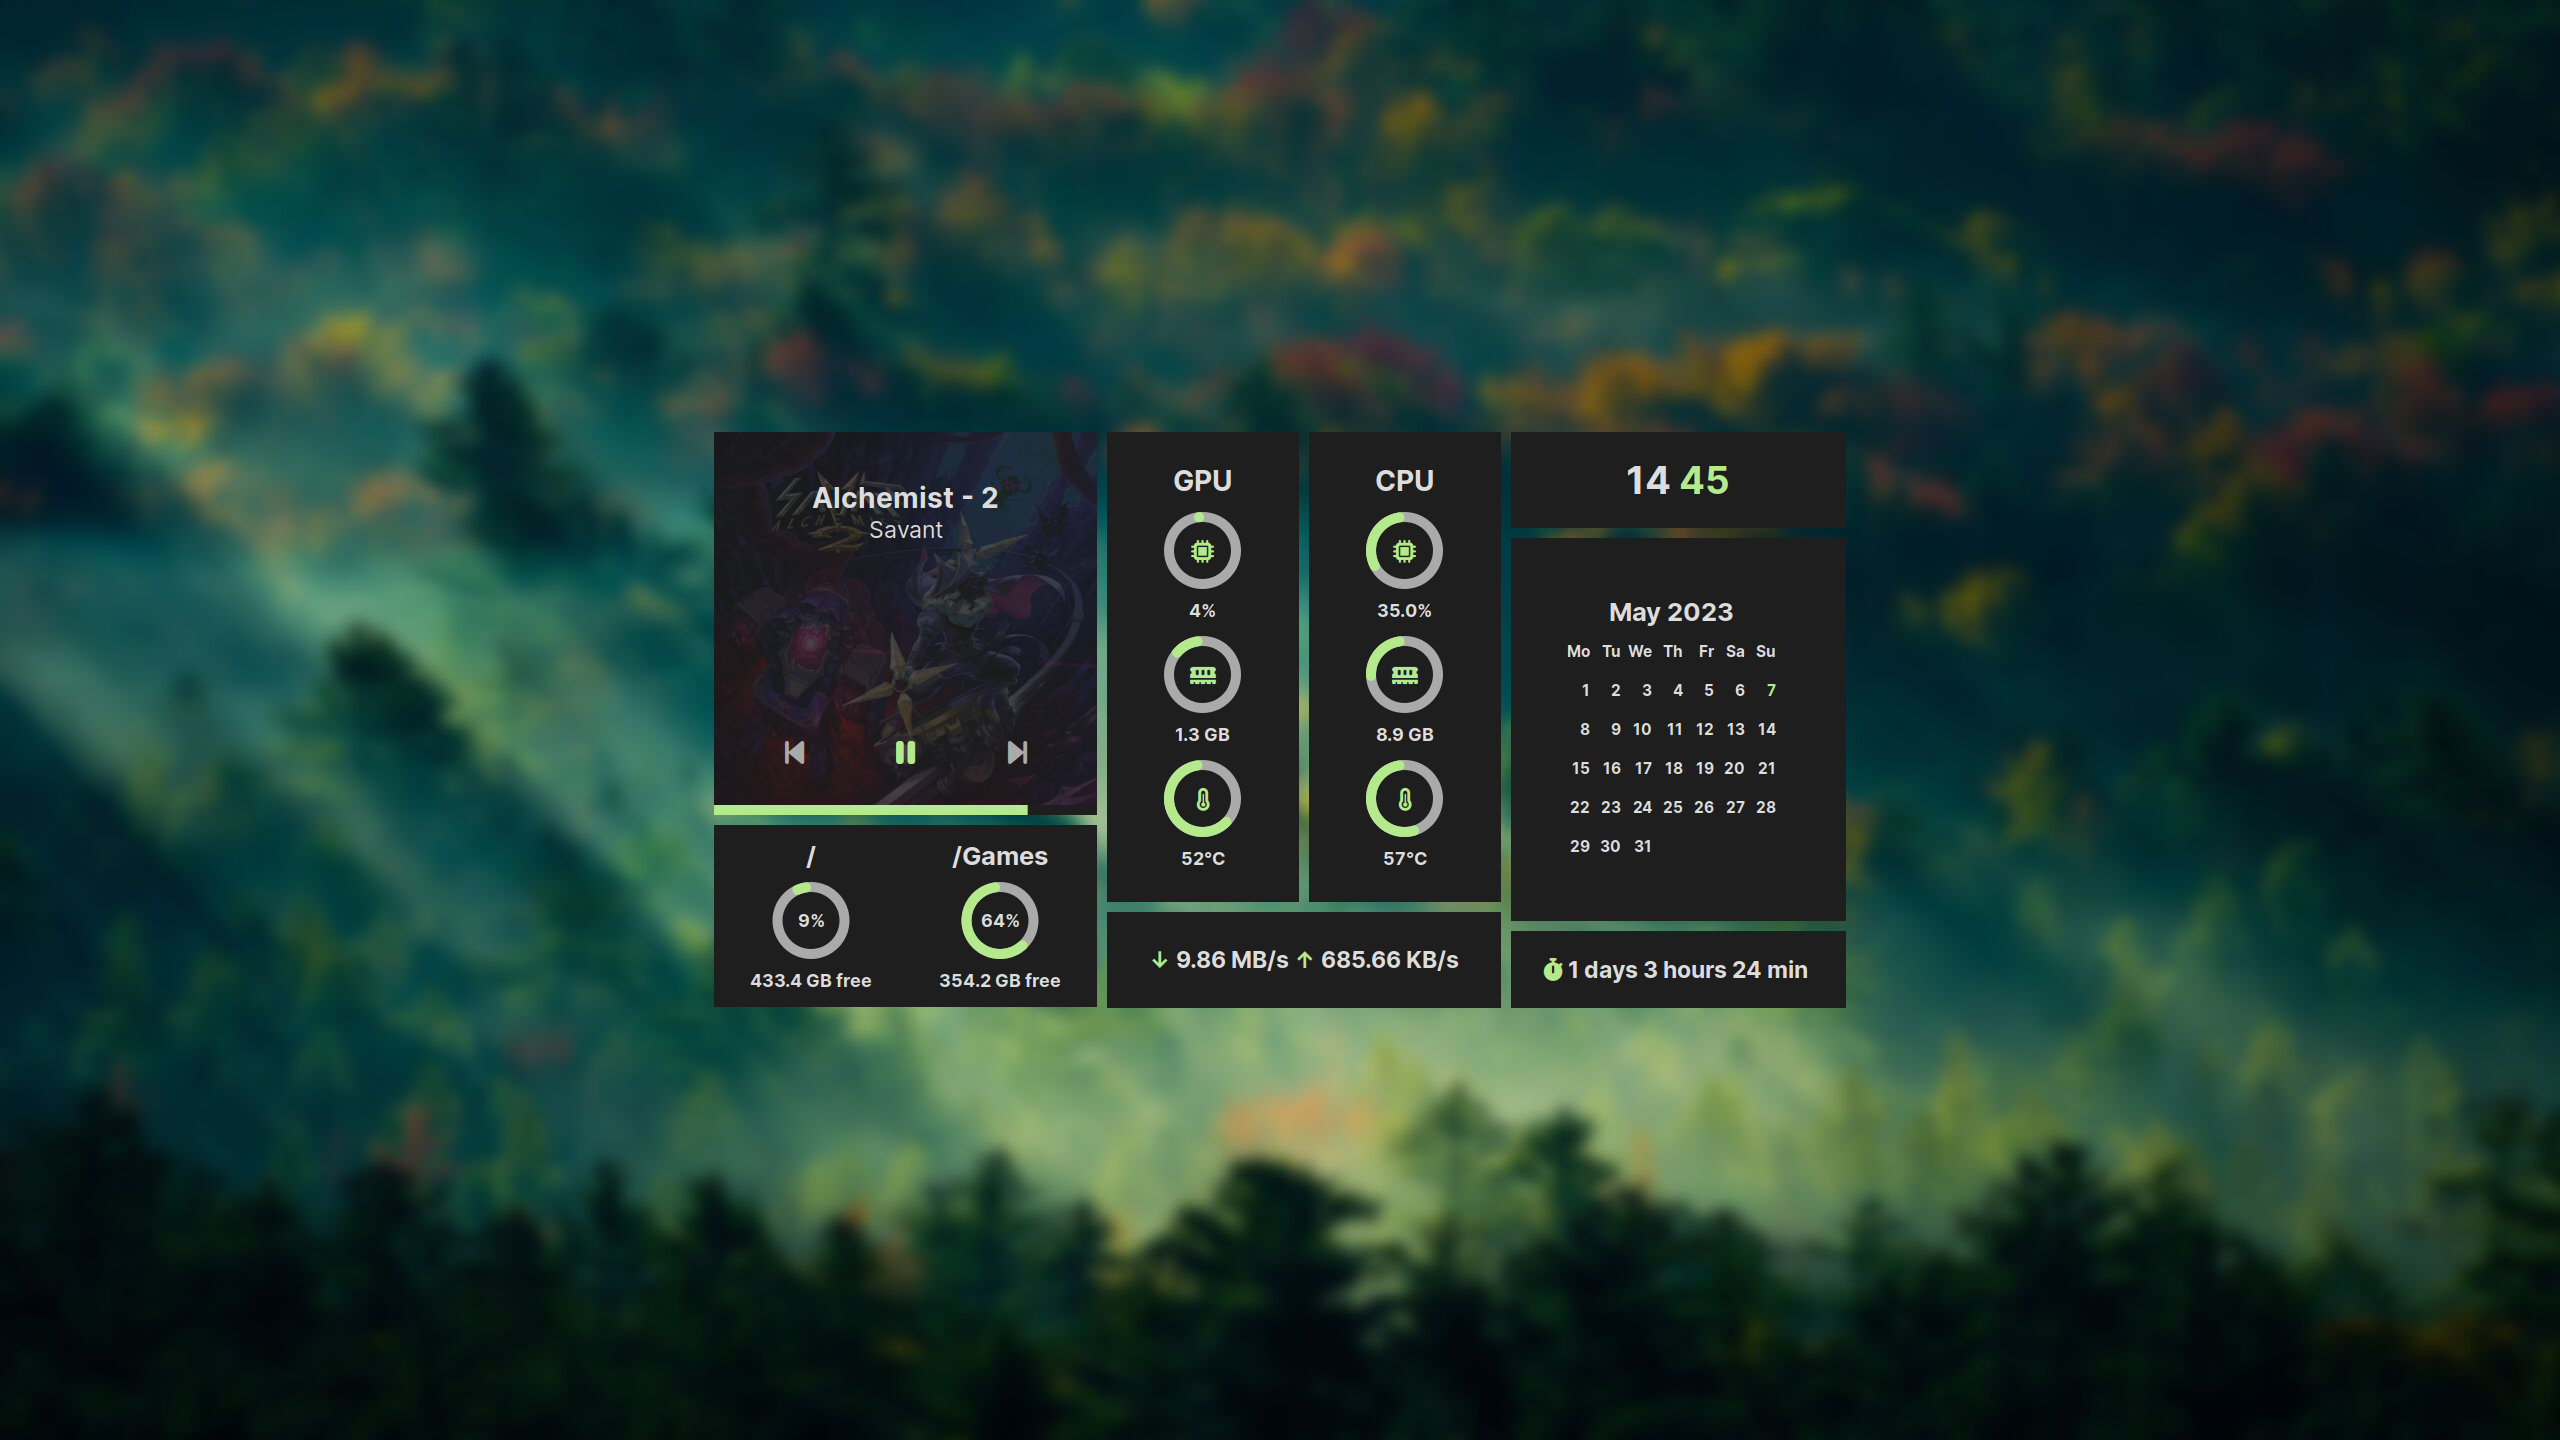 Alchemist - 2
Savant
ALCHEMIST
2
/
/Games
9%
64%
433.4 GB free
354.2 GB free
GPU
4%
1.3 GB
52°C
CPU
35.0%
8.9 GB
57°C
9.86 MB/s 685.66 KB/s
14 45
May 2023
Mo Tu We Th Fr Sa Su
1 2 3 4 5 6 7
8 9 10 11 12 13 14
15 16 17 18 19 20 21
22 23 24 25 26 27 28
29 30 31
1 days 3 hours 24 min